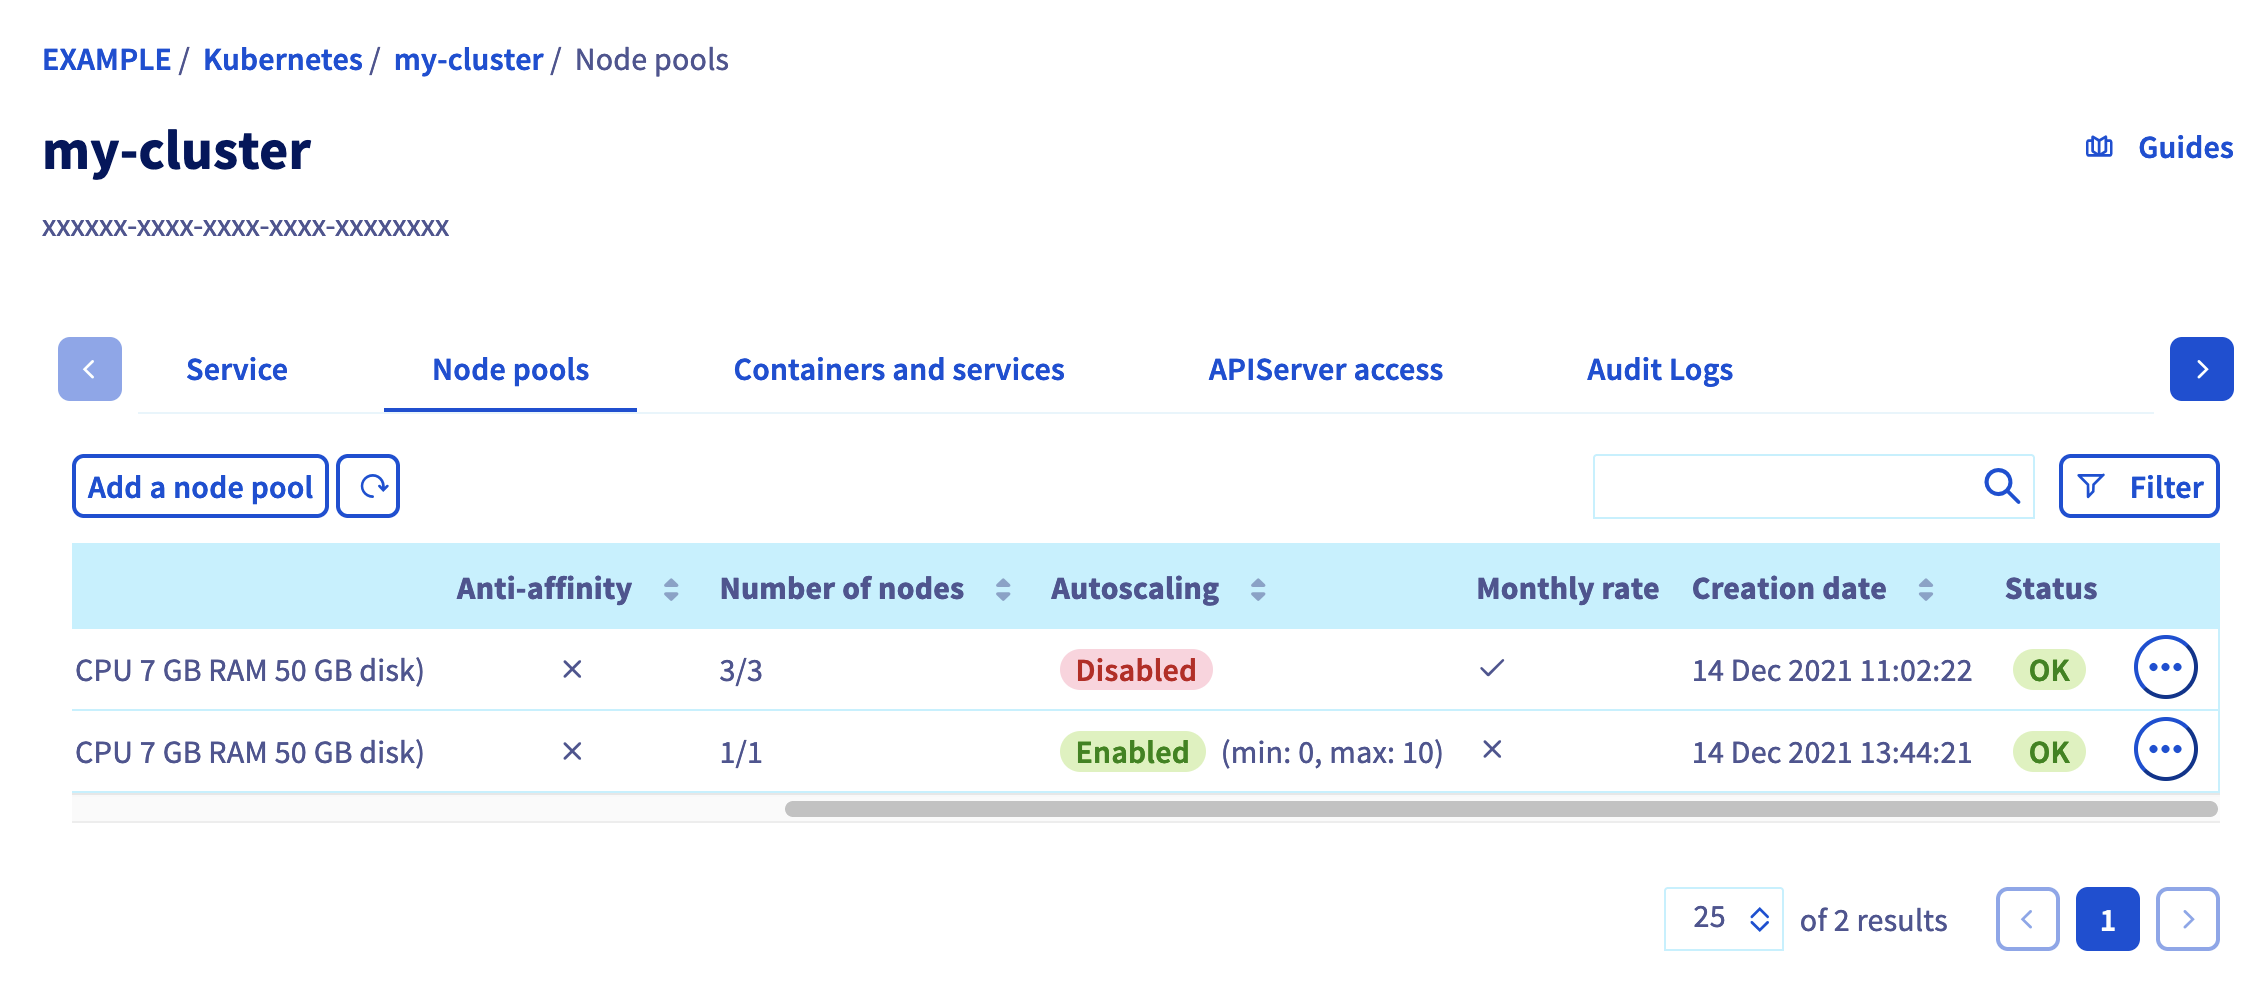 EXAMPLE / Kubernetes / my-cluster / Node pools
my-cluster
Guides
xxxxxx-xxxx-xxxx-xxxx-xxxxxxxx
Service Node pools Containers and services APIServer access Audit Logs
Add a node pool Filter
Anti-affinity Number of nodes Autoscaling Monthly rate Creation date Status
CPU 7 GB RAM 50 GB disk) 3/3 Disabled 14 Dec 2021 11:02:22 OK
CPU 7 GB RAM 50 GB disk) 1/1 Enabled (min: 0, max: 10) 14 Dec 2021 13:44:21 OK
25 of 2 results 1